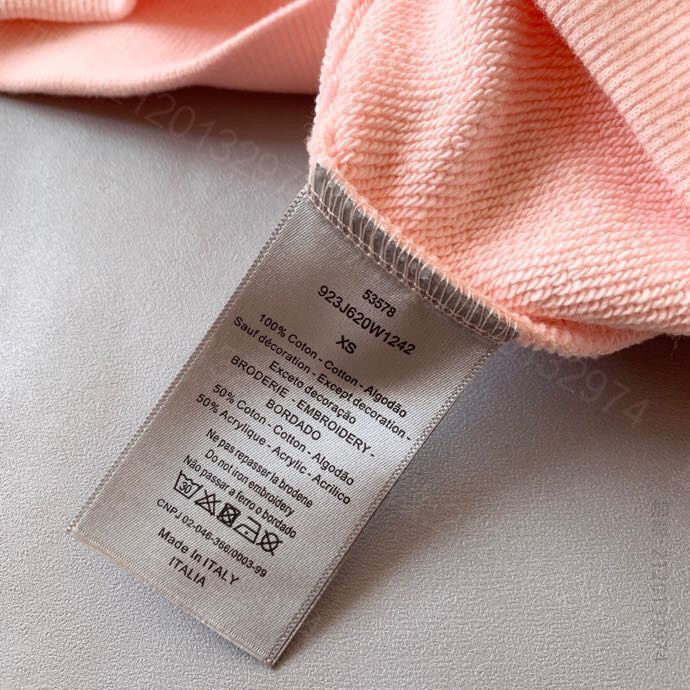 53578
923J620W1242
XS
100% Coton - Cotton - Algodão
Sauf décoration - Except decoration -
Exceto decoração
BRODERIE - EMBROIDERY -
BORDADO
50% Coton - Cotton - Algodão
50% Acrylique - Acrylic - Acrílico
Ne pas repasser la broderie
Do not iron embroidery
Não passar a ferro o bordado
30
CNPJ 02-046-366/0003-99
Made In ITALY
ITALIA